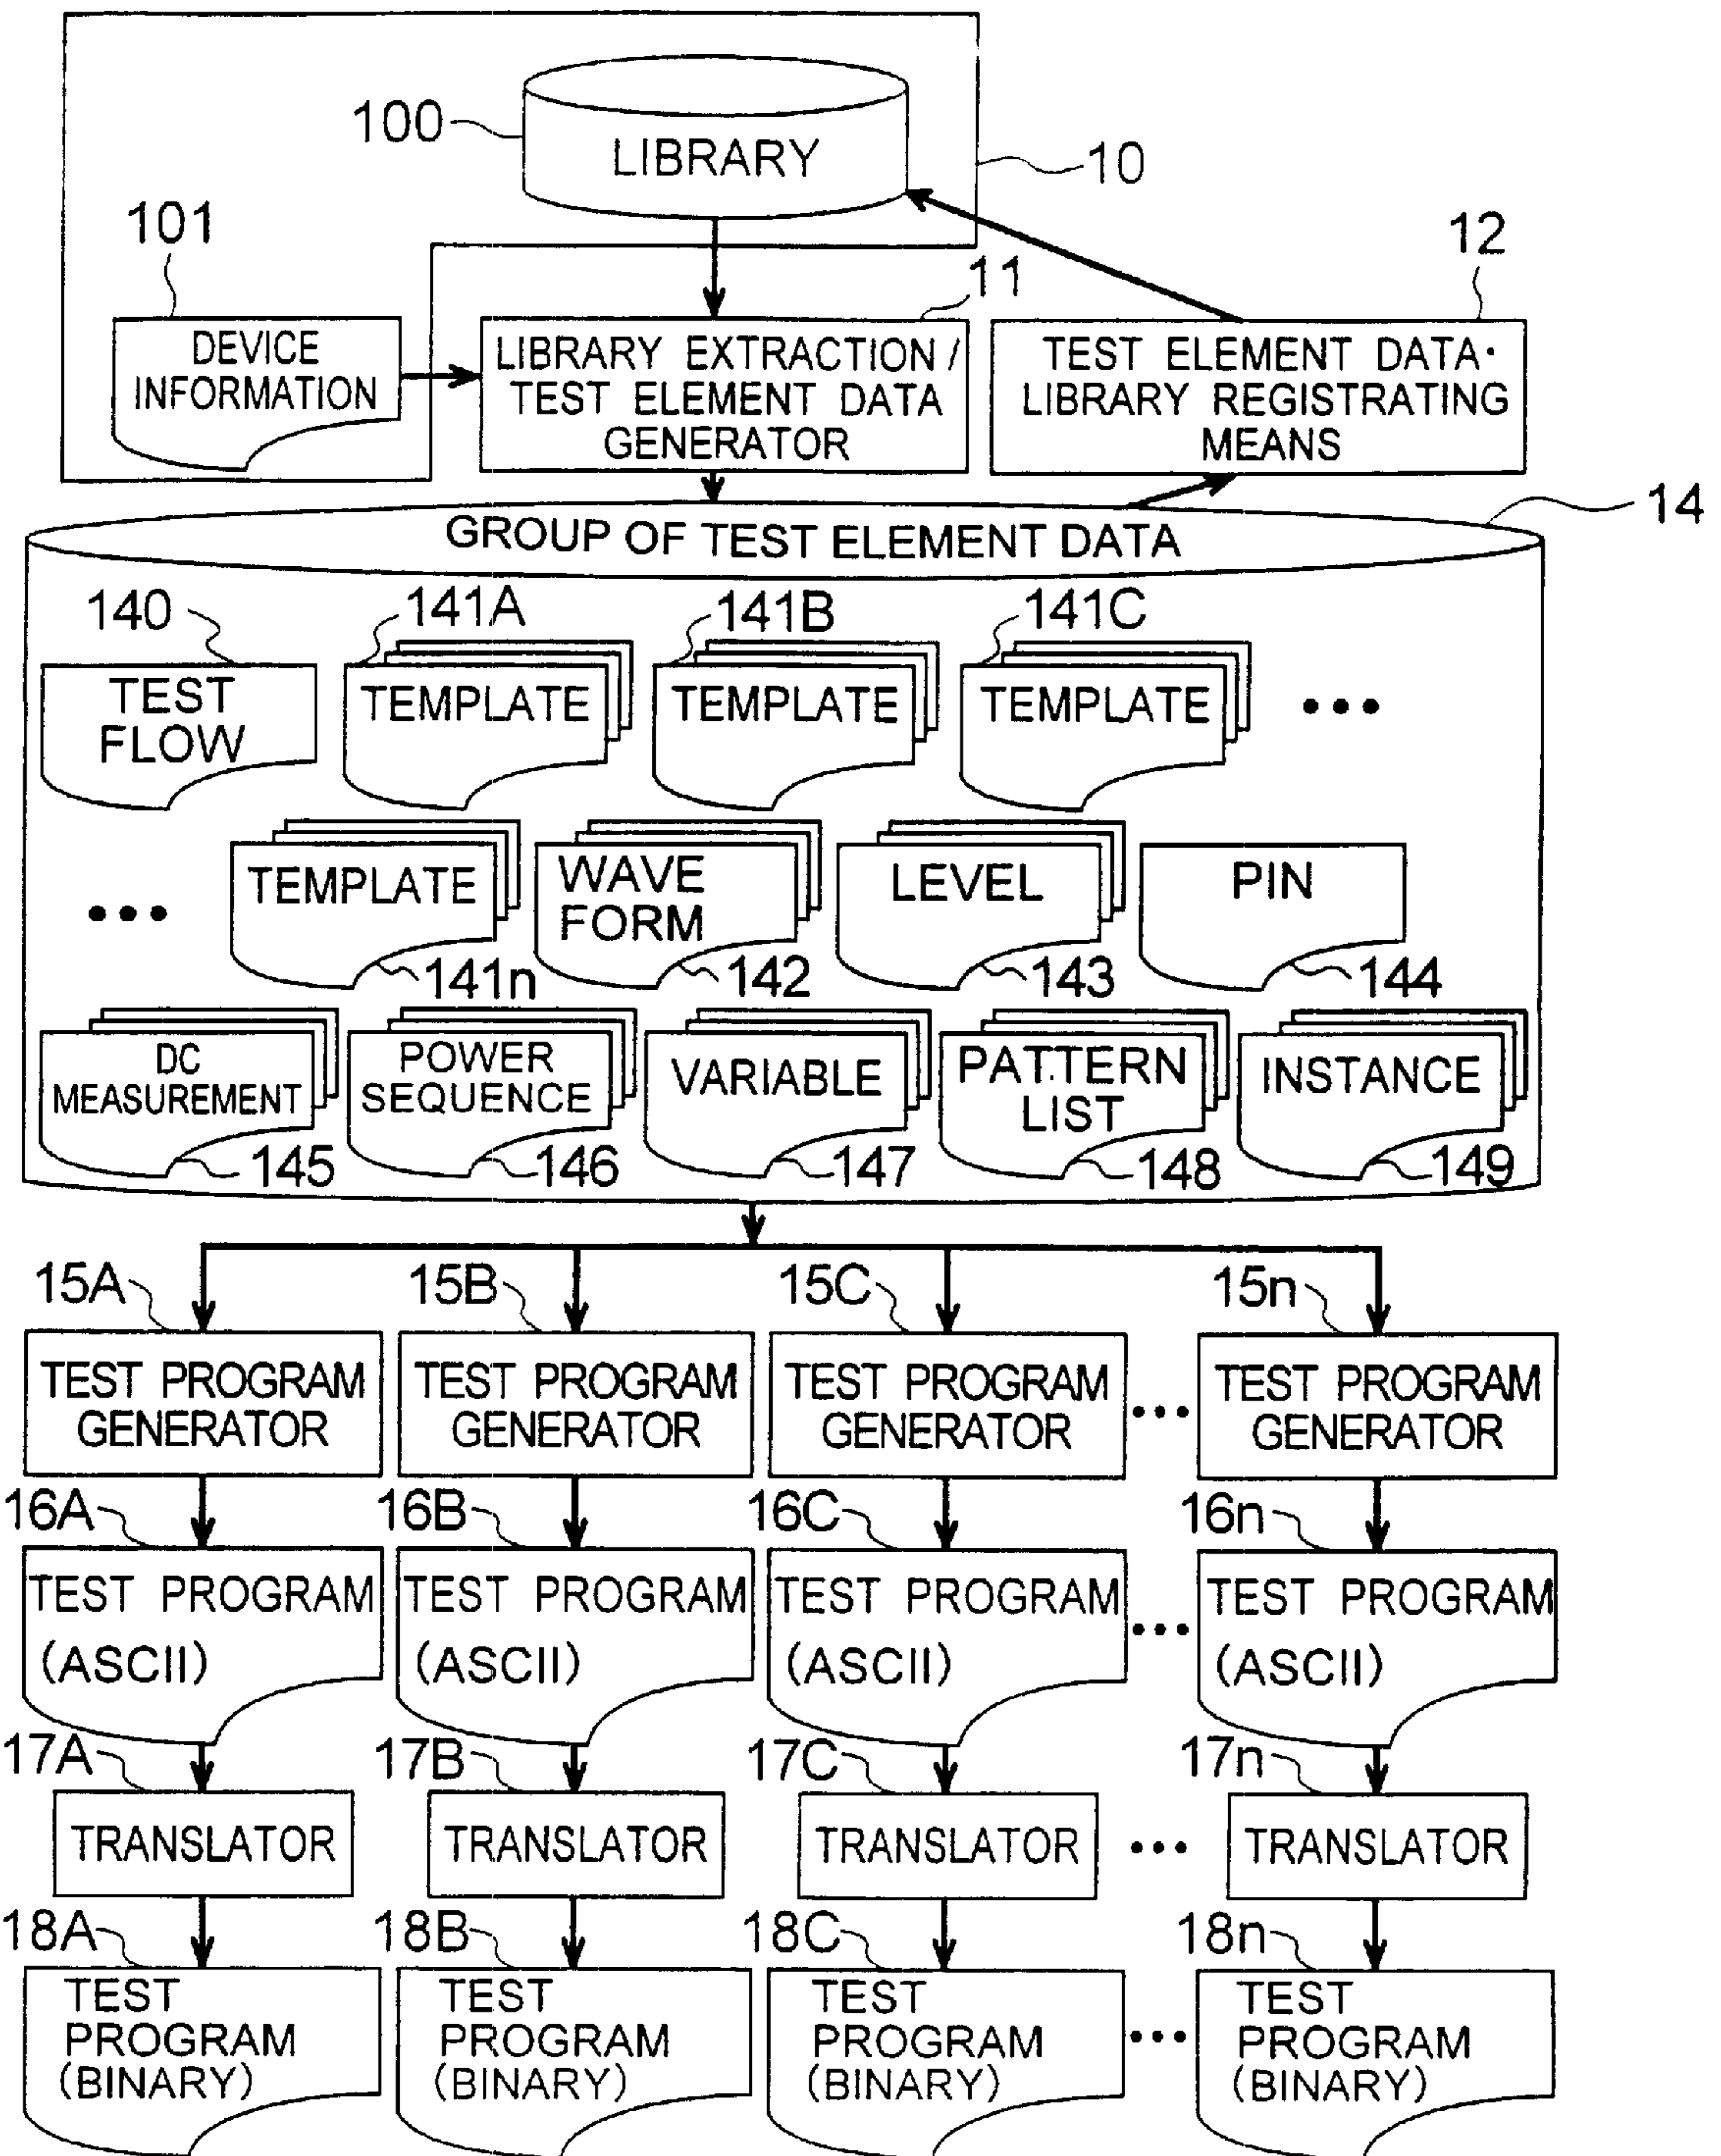 100
LIBRARY
10
101
12
11
DEVICE
INFORMATION
LIBRARY EXTRACTION/
TEST ELEMENT DATA
GENERATOR
TEST ELEMENT DATA·
LIBRARY REGISTRATING
MEANS
14
GROUP OF TEST ELEMENT DATA
140
141A
141B
141C
TEST
FLOW
TEMPLATE
TEMPLATE
TEMPLATE
•••
•••
TEMPLATE
WAVE
FORM
LEVEL
PIN
141n
142
143
144
DC
MEASUREMENT
POWER
SEQUENCE
VARIABLE
PATTERN
LIST
INSTANCE
145
146
147
148
149
15A
15B
15C
15n
TEST PROGRAM
GENERATOR
TEST PROGRAM
GENERATOR
TEST PROGRAM
GENERATOR
•••
TEST PROGRAM
GENERATOR
16A
16B
16C
16n
TEST PROGRAM
(ASCII)
TEST PROGRAM
(ASCII)
TEST PROGRAM
(ASCII)
•••
TEST PROGRAM
(ASCII)
17A
17B
17C
17n
TRANSLATOR
TRANSLATOR
TRANSLATOR
•••
TRANSLATOR
18A
18B
18C
18n
TEST
PROGRAM
(BINARY)
TEST
PROGRAM
(BINARY)
TEST
PROGRAM
(BINARY)
•••
TEST
PROGRAM
(BINARY)